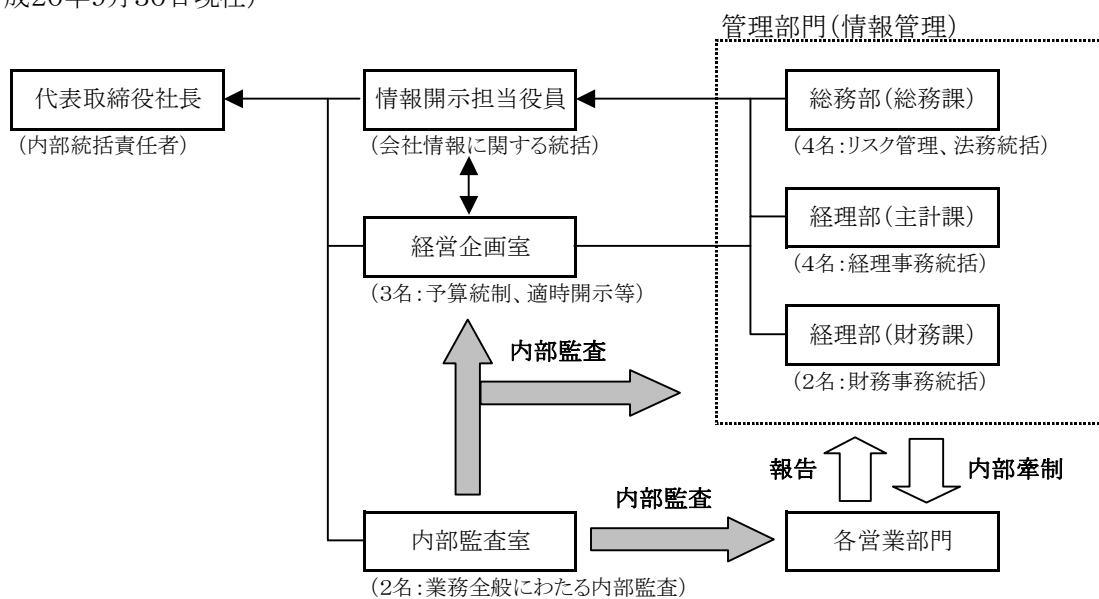 管理部門(情報管理)
代表取締役社長
情報開示担当役員
総務部(総務課)
(内部統括責任者)
(会社情報に関する統括)
(4名:リスク管理、法務統括)
経営企画室
経理部(主計課)
(3名:予算統制、適時開示等)
(4名:経理事務統括)
内部監査
経理部(財務課)
(2名:財務事務統括)
報告
内部牽制
内部監査
内部監査室
各営業部門
(2名:業務全般にわたる内部監査)